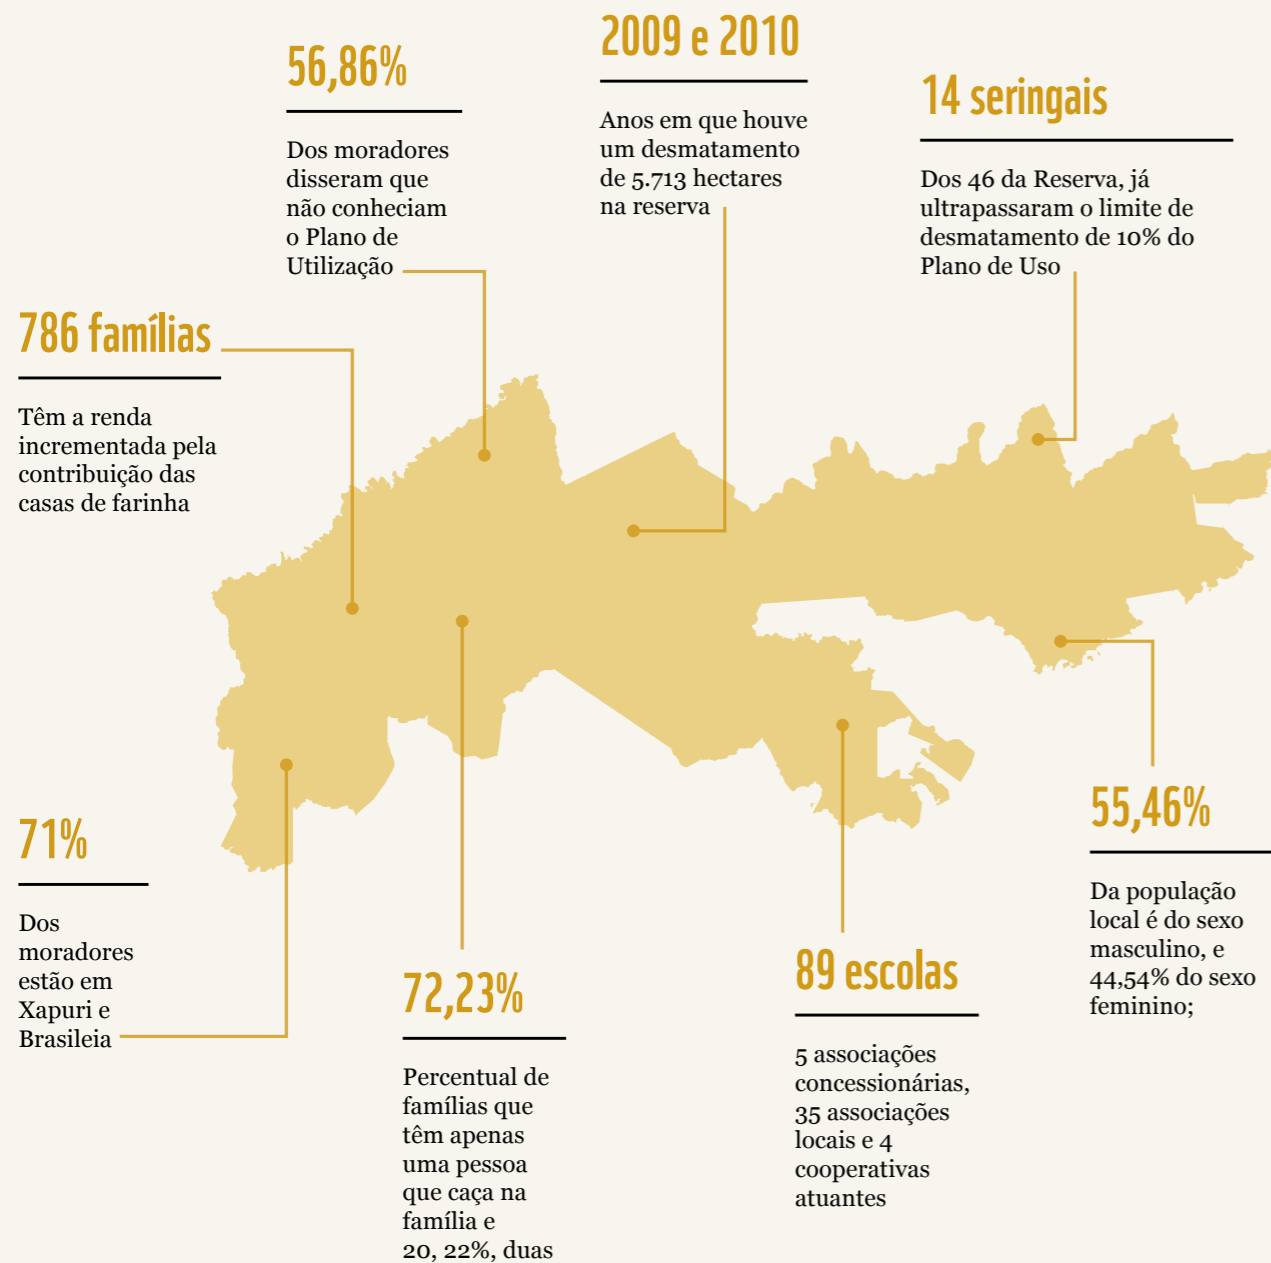 2009 e 2010
Anos em que houve
um desmatamento
de 5.713 hectares
na reserva
56,86%
Dos moradores
disseram que
não conheciam
o Plano de
Utilização
14 seringais
Dos 46 da Reserva, já
ultrapassaram o limite de
desmatamento de 10% do
Plano de Uso
786 famílias
Têm a renda
incrementada pela
contribuição das
casas de farinha
71%
Dos
moradores
estão em
Xapuri e
Brasileia
72,23%
Percentual de
famílias que
têm apenas
uma pessoa
que caça na
família e
20, 22%, duas
89 escolas
5 associações
concessionárias,
35 associações
locais e 4
cooperativas
atuantes
55,46%
Da população
local é do sexo
masculino, e
44,54% do sexo
feminino;